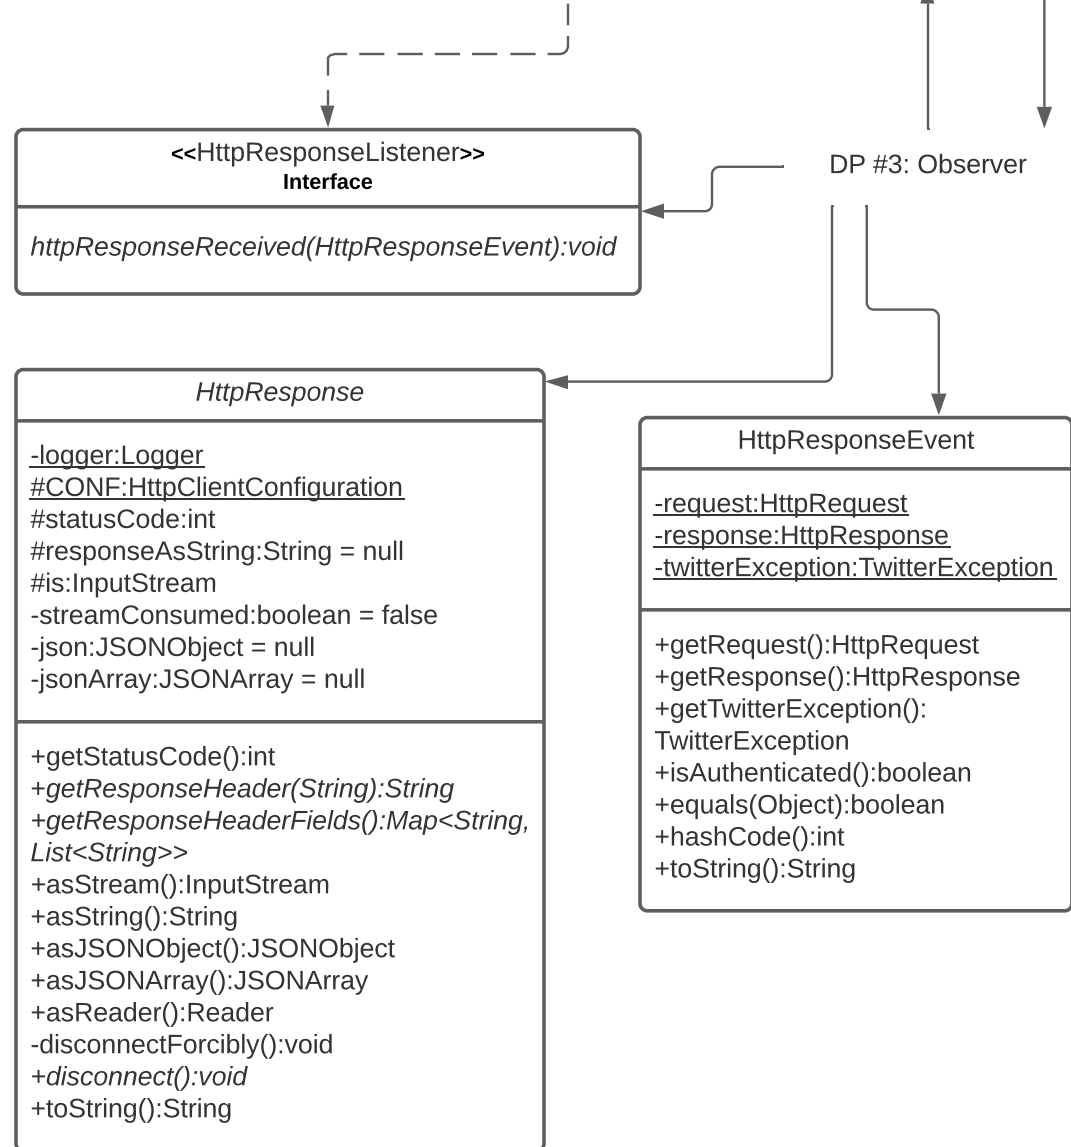 <<HttpResponseListener>>
Interface
httpResponseReceived(HttpResponseEvent):void
DP #3: Observer
HttpResponse
-logger:Logger
#CONF:HttpClientConfiguration
#statusCode:int
#responseAsString:String = null
#is:InputStream
-streamConsumed:boolean = false
-json:JSONObject = null
-jsonArray:JSONArray = null
+getStatusCode():int
+getResponseHeader(String):String
+getResponseHeaderFields():Map<String,
List<String>>
+asStream():InputStream
+asString():String
+asJSONObject():JSONObject
+asJSONArray():JSONArray
+asReader():Reader
-disconnectForcibly():void
+disconnect():void
+toString():String
HttpResponseEvent
-request:HttpRequest
-response:HttpResponse
-twitterException:TwitterException
+getRequest():HttpRequest
+getResponse():HttpResponse
+getTwitterException():
TwitterException
+isAuthenticated():boolean
+equals(Object):boolean
+hashCode():int
+toString():String